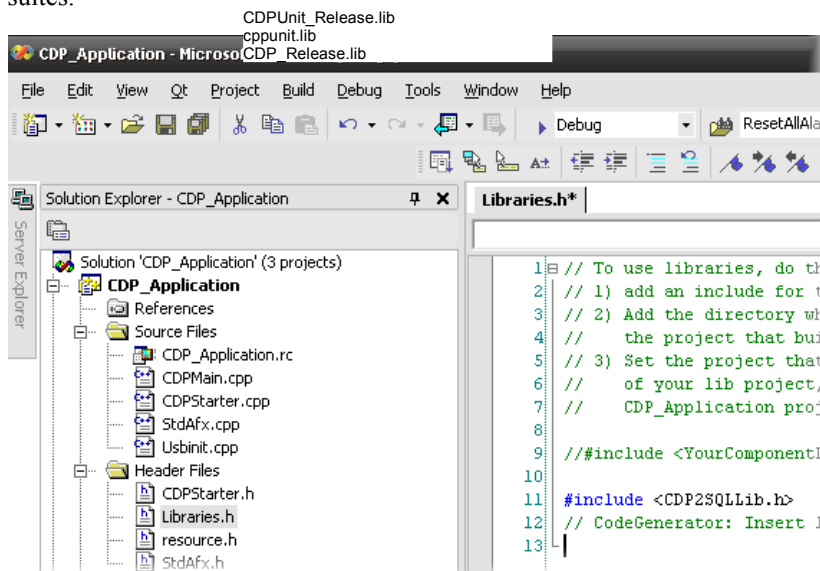 suites.
CDPUnit_Release.lib
cppunit.lib
CDP_Release.lib
CDP_Application - Microso
File Edit View Qt Project Build Debug Tools Window Help
Debug ResetAllAla
Solution Explorer - CDP_Application
Libraries.h*
Server Explorer
Solution 'CDP_Application' (3 projects)
CDP_Application
References
Source Files
CDP_Application.rc
CDPMain.cpp
CDPStarter.cpp
StdAfx.cpp
Usbinit.cpp
Header Files
CDPStarter.h
Libraries.h
resource.h
StdAfx.h
1 // To use libraries, do th
2 // 1) add an include for t
3 // 2) Add the directory wh
4 // the project that bui
5 // 3) Set the project that
6 // of your lib project,
7 // CDP_Application proj
8
9 //#include <YourComponentI
10
11 #include <CDP2SQLLib.h>
12 // CodeGenerator: Insert l
13